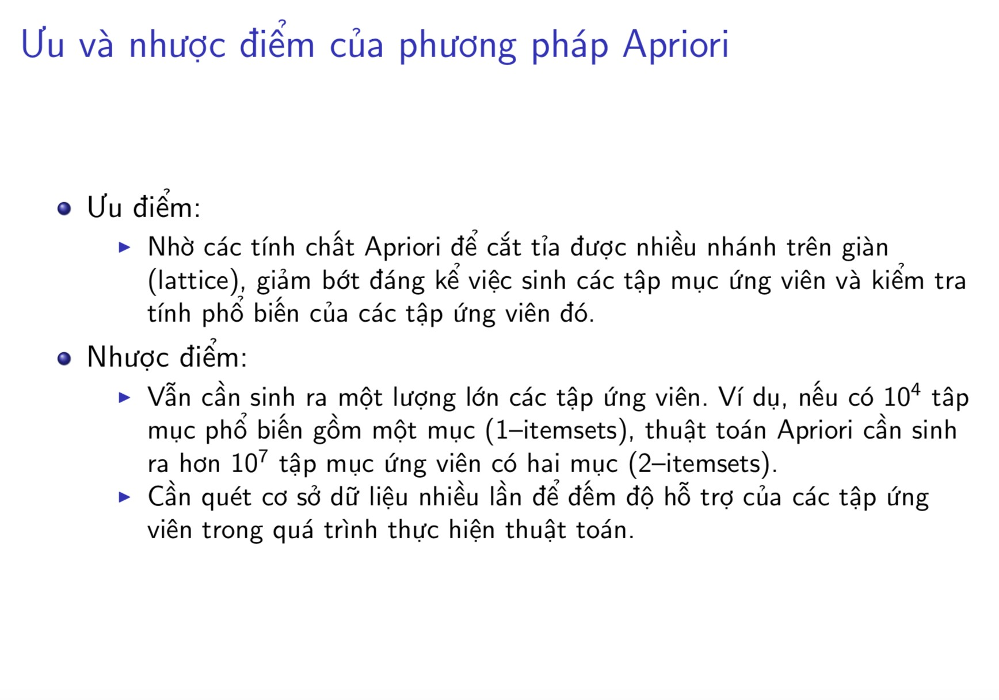 Ưu và nhược điểm của phương pháp Apriori
Ưu điểm:
Nhờ các tính chất Apriori để cắt tỉa được nhiều nhánh trên giàn
(lattice), giảm bớt đáng kể việc sinh các tập mục ứng viên và kiểm tra
tính phổ biến của các tập ứng viên đó.
Nhược điểm:
Vẫn cần sinh ra một lượng lớn các tập ứng viên. Ví dụ, nếu có 10⁴ tâp
mục phổ biến gồm một mục (1–itemsets), thuật toán Apriori cần sinh
ra hơn 10⁷ tập mục ứng viên có hai mục (2–itemsets).
Cần quét cơ sở dữ liệu nhiều lần để đếm độ hỗ trợ của các tập ứng
viên trong quá trình thực hiện thuật toán.